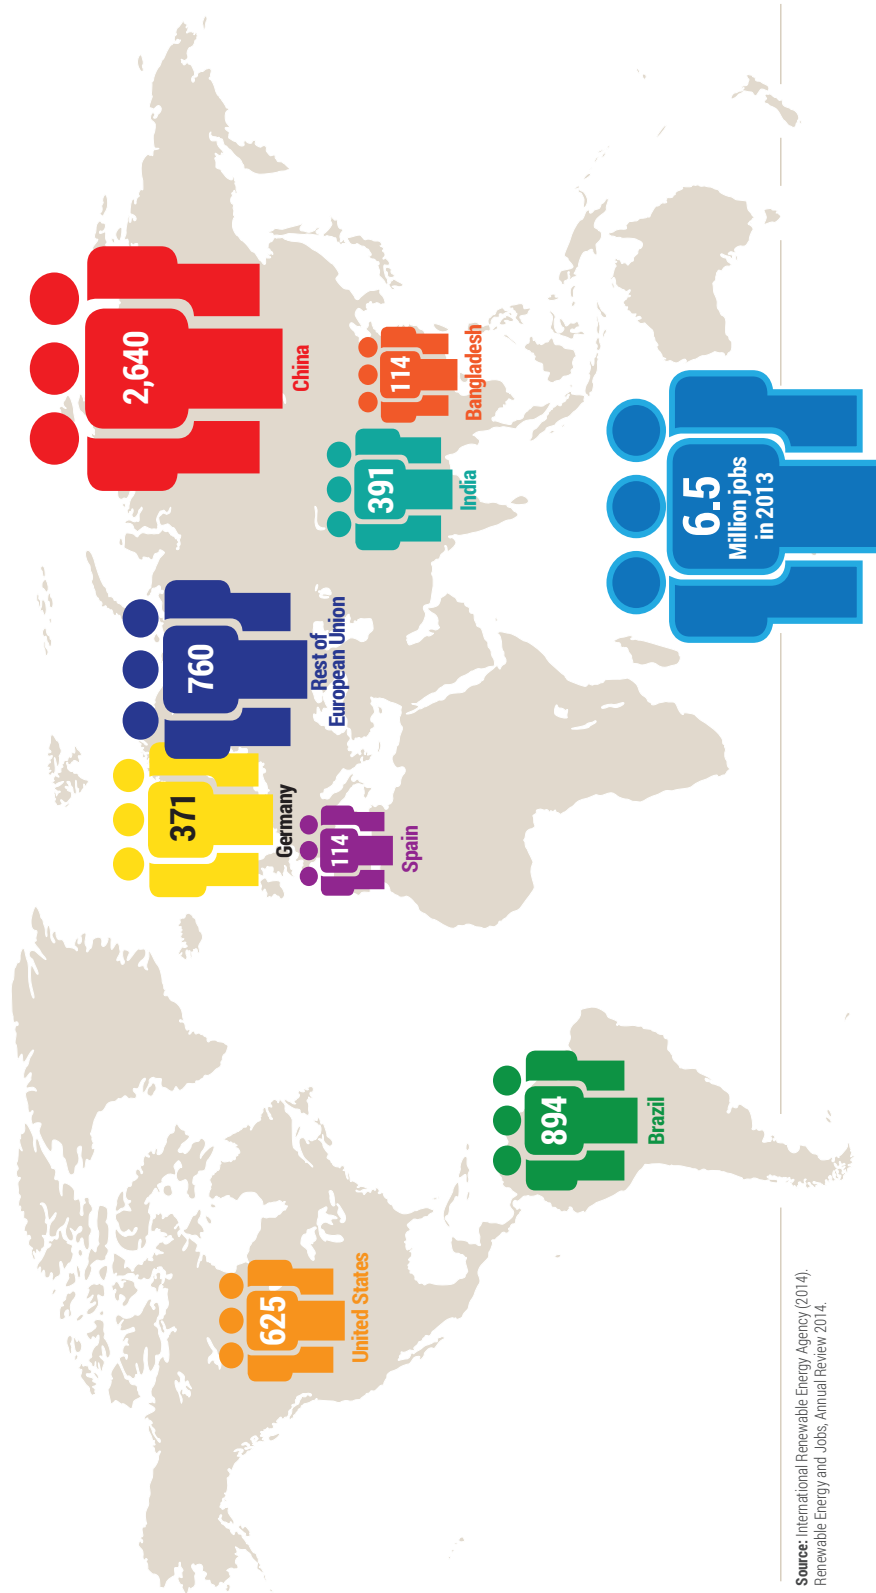 2,640
China
114
Bangladesh
391
India
760
Rest of
European Union
371
Germany
114
Spain
894
Brazil
625
United States
6.5
Million jobs
in 2013
Source: International Renewable Energy Agency (2014).
Renewable Energy and Jobs, Annual Review 2014.